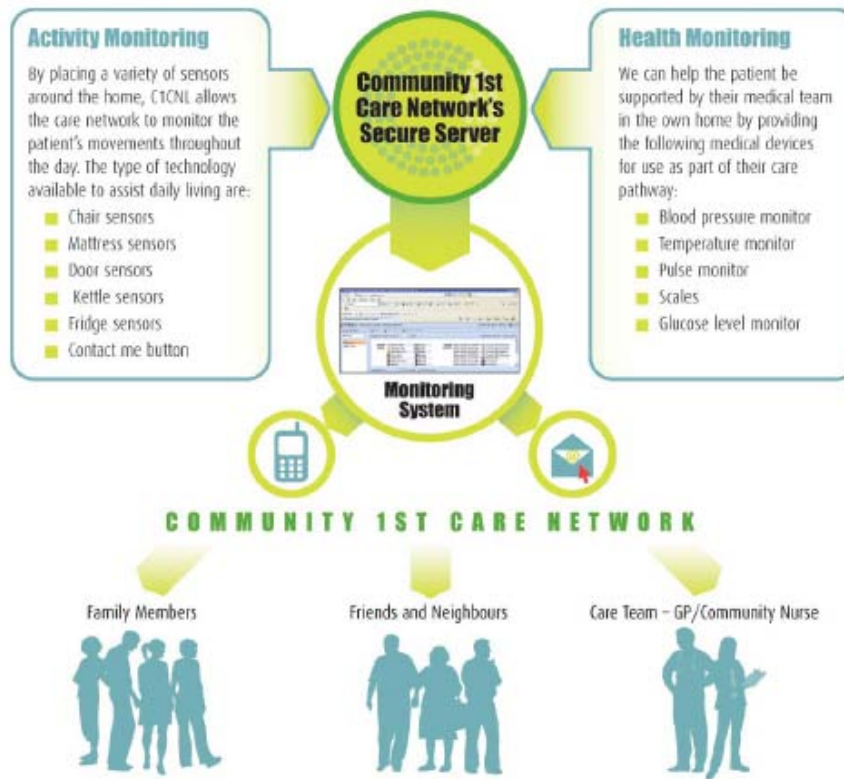 Activity Monitoring
By placing a variety of sensors
around the home, C1CNL allows
the care network to monitor the
patient's movements throughout
the day. The type of technology
available to assist daily living are:
Chair sensors
Mattress sensors
Door sensors
Kettle sensors
Fridge sensors
Contact me button
Community 1st
Care Network's
Secure Server
Health Monitoring
We can help the patient be
supported by their medical team
in the own home by providing
the following medical devices
for use as part of their care
pathway:
Blood pressure monitor
Temperature monitor
Pulse monitor
Scales
Glucose level monitor
Monitoring
System
COMMUNITY 1ST CARE NETWORK
Family Members
Friends and Neighbours
Care Team – GP/Community Nurse